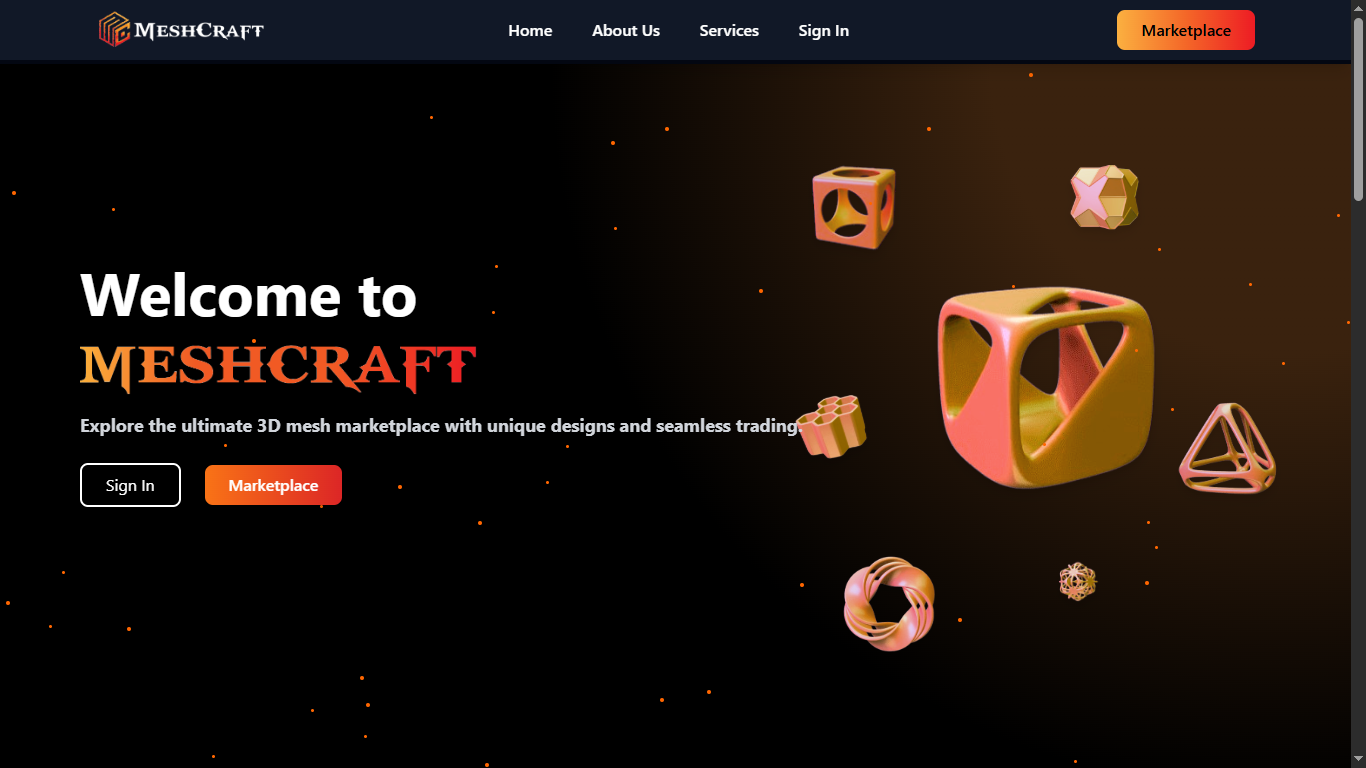 MESHCRAFT
Home
About Us
Services
Sign In
Marketplace
Welcome to
MESHCRAFT
Explore the ultimate 3D mesh marketplace with unique designs and seamless trading.
Sign In
Marketplace